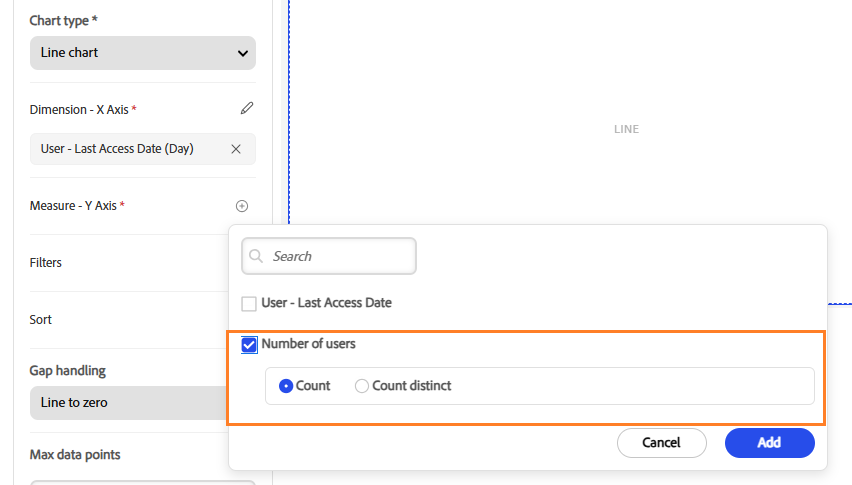 Chart type *
Line chart
Dimension - X Axis *
User - Last Access Date (Day)
LINE
Measure - Y Axis *
Filters
Sort
Gap handling
Line to zero
Max data points
Search
User - Last Access Date
Number of users
Count
Count distinct
Cancel
Add